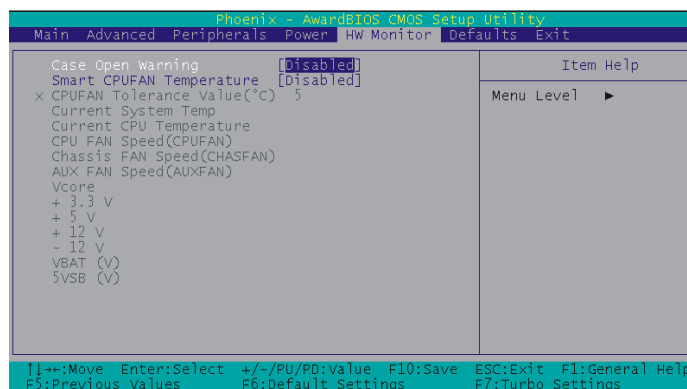 Phoenix - AwardBIOS CMOS Setup Utility
Main Advanced Peripherals Power HW Monitor Defaults Exit
Case Open Warning [Disabled] Item Help
Smart CPUFAN Temperature [Disabled]
x CPUFAN Tolerance Value(°C) 5 Menu Level ►
Current System Temp
Current CPU Temperature
CPU FAN Speed(CPUFAN)
Chassis FAN Speed(CHASFAN)
AUX FAN Speed(AUXFAN)
Vcore
+ 3.3 V
+ 5 V
+ 12 V
- 12 V
VBAT (V)
5VSB (V)
↑↓→←:Move Enter:Select +/-/PU/PD:Value F10:Save ESC:Exit F1:General Help
F5:Previous Values F6:Default Settings F7:Turbo Settings